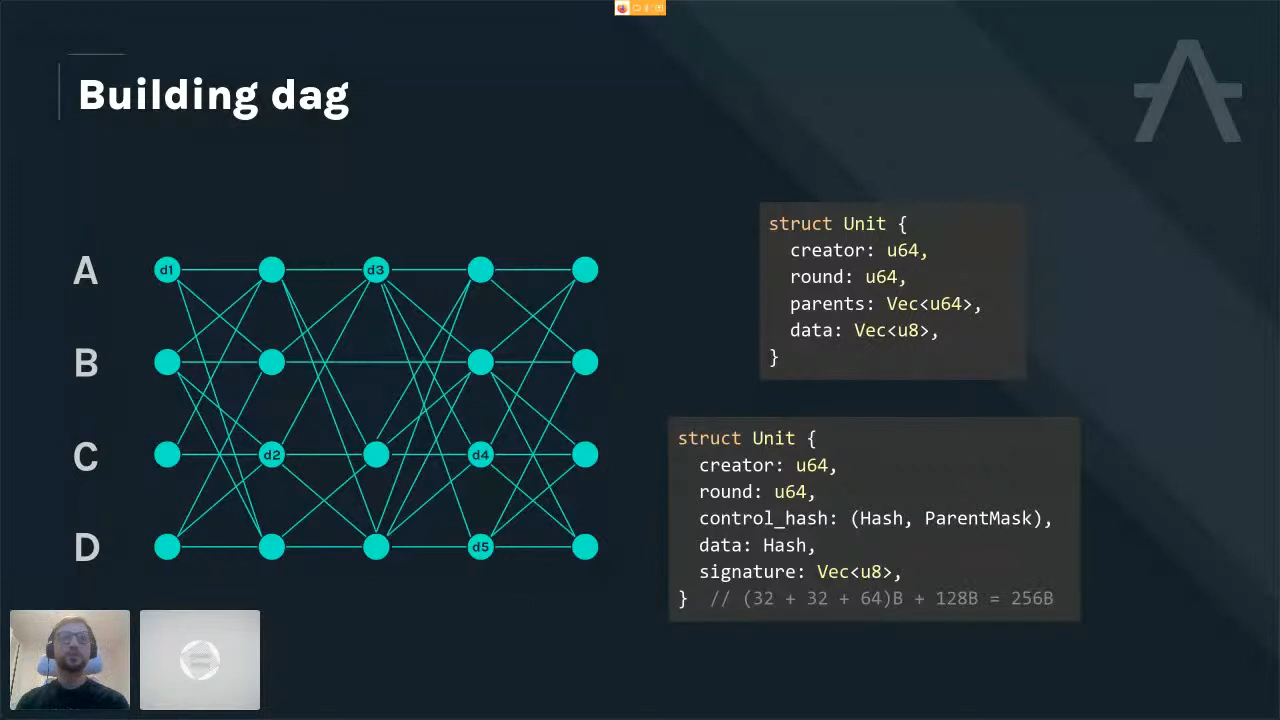 Building dag
A
B
C
D
d1
d3
d2
d4
d5
struct Unit {
creator: u64,
round: u64,
parents: Vec<u64>,
data: Vec<u8>,
}
struct Unit {
creator: u64,
round: u64,
control_hash: (Hash, ParentMask),
data: Hash,
signature: Vec<u8>,
} // (32 + 32 + 64)B + 128B = 256B